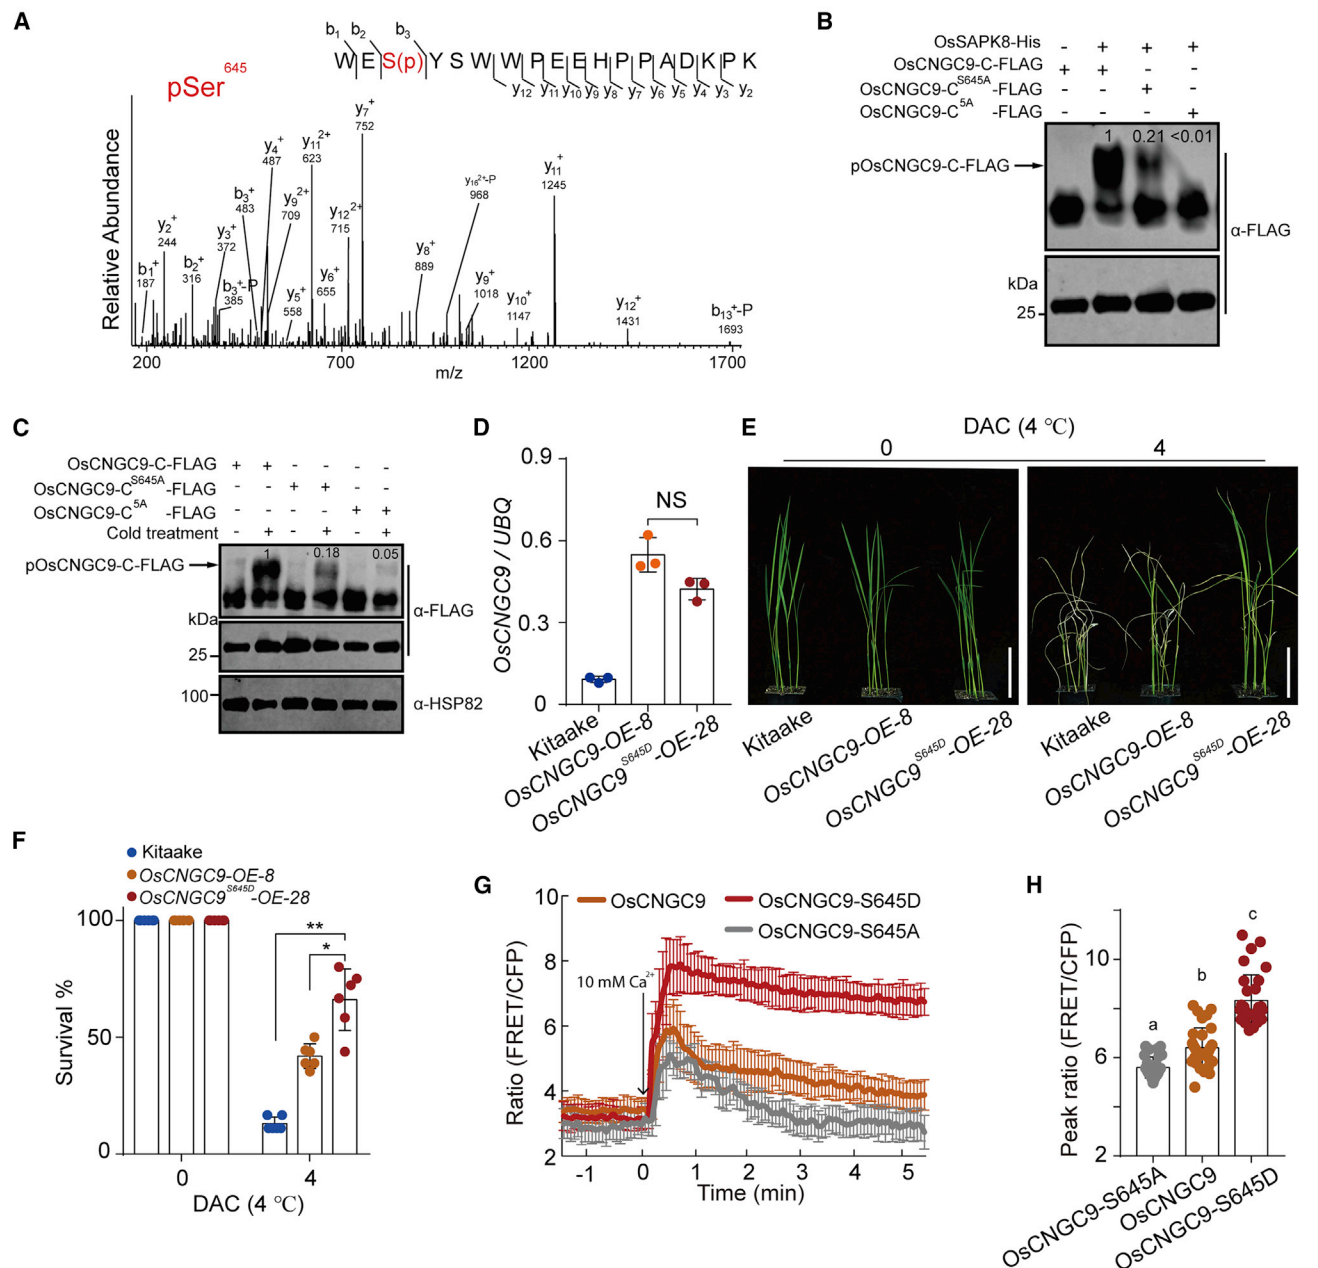 A
pSer645
b1 b2 b3
W E S(p) Y S W W P E E H P P A D K P K
y12 y11 y10 y9 y8 y7 y6 y5 y4 y3 y2
Relative Abundance
b1+
187
y2+
244
b2+
316
y3+
372
b3+-P
385
b3+
483
y4+
487
y9 2+
709
y5+
558
y11 2+
623
y6+
655
y12 2+
715
y7+
752
y8+
889
y16 2+-P
968
y9+
1018
y10+
1147
y11+
1245
y12+
1431
b13+-P
1693
200 700 1200 1700
m/z
B
OsSAPK8-His - + + +
OsCNGC9-C-FLAG + + - -
OsCNGC9-CS645A-FLAG - - + -
OsCNGC9-C5A-FLAG - - - +
1 0.21 <0.01
pOsCNGC9-C-FLAG
α-FLAG
kDa
25
C
OsCNGC9-C-FLAG + + - - - -
OsCNGC9-CS645A-FLAG - - + + - -
OsCNGC9-C5A-FLAG - - - - + +
Cold treatment - + - + - +
1 0.18 0.05
pOsCNGC9-C-FLAG
α-FLAG
kDa
25
100
α-HSP82
D
OsCNGC9 / UBQ
0.9
0.6
0.3
0
NS
Kitaake
OsCNGC9-OE-8
OsCNGC9S645D-OE-28
E
DAC (4 °C)
0 4
Kitaake
OsCNGC9-OE-8
OsCNGC9S645D-OE-28
Kitaake
OsCNGC9-OE-8
OsCNGC9S645D-OE-28
F
Kitaake
OsCNGC9-OE-8
OsCNGC9S645D-OE-28
Survival %
100
50
0
**
*
0 4
DAC (4 °C)
G
OsCNGC9
OsCNGC9-S645D
OsCNGC9-S645A
10 mM Ca2+
Ratio (FRET/CFP)
10
8
6
4
2
-1 0 1 2 3 4 5
Time (min)
H
Peak ratio (FRET/CFP)
10
6
2
a
b
c
OsCNGC9-S645A
OsCNGC9
OsCNGC9-S645D